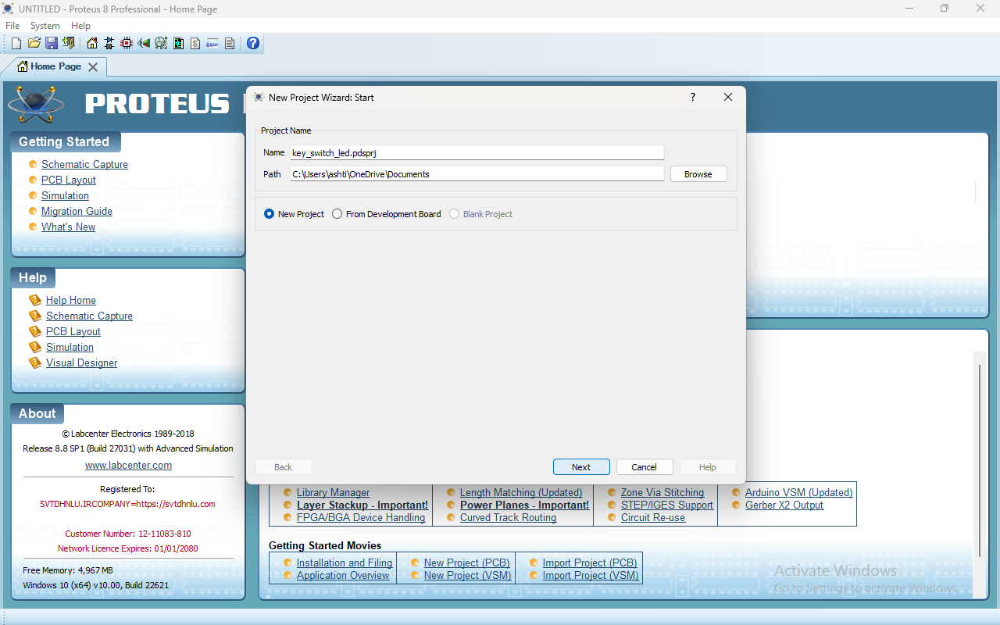 UNTITLED - Proteus 8 Professional - Home Page
File System Help
Home Page
PROTEUS
New Project Wizard: Start
?
Project Name
Name key_switch_led.pdsprj
Path C:\Users\ashti\OneDrive\Documents Browse
New Project From Development Board Blank Project
Back Next Cancel Help
Getting Started
Schematic Capture
PCB Layout
Simulation
Migration Guide
What's New
Help
Help Home
Schematic Capture
PCB Layout
Simulation
Visual Designer
About
© Labcenter Electronics 1989-2018
Release 8.8 SP1 (Build 27031) with Advanced Simulation
www.labcenter.com
Registered To:
SVTDHNLU.IRCOMPANY=https://svtdhnlu.com
Customer Number: 12-11083-810
Network Licence Expires: 01/01/2080
Free Memory: 4,967 MB
Windows 10 (x64) v10.00, Build 22621
Library Manager Length Matching (Updated) Zone Via Stitching Arduino VSM (Updated)
Layer Stackup - Important! Power Planes - Important! STEP/IGES Support Gerber X2 Output
FPGA/BGA Device Handling Curved Track Routing Circuit Re-use
Getting Started Movies
Installation and Filing New Project (PCB) Import Project (PCB)
Application Overview New Project (VSM) Import Project (VSM)
Activate Windows
Go to Settings to activate Windows.